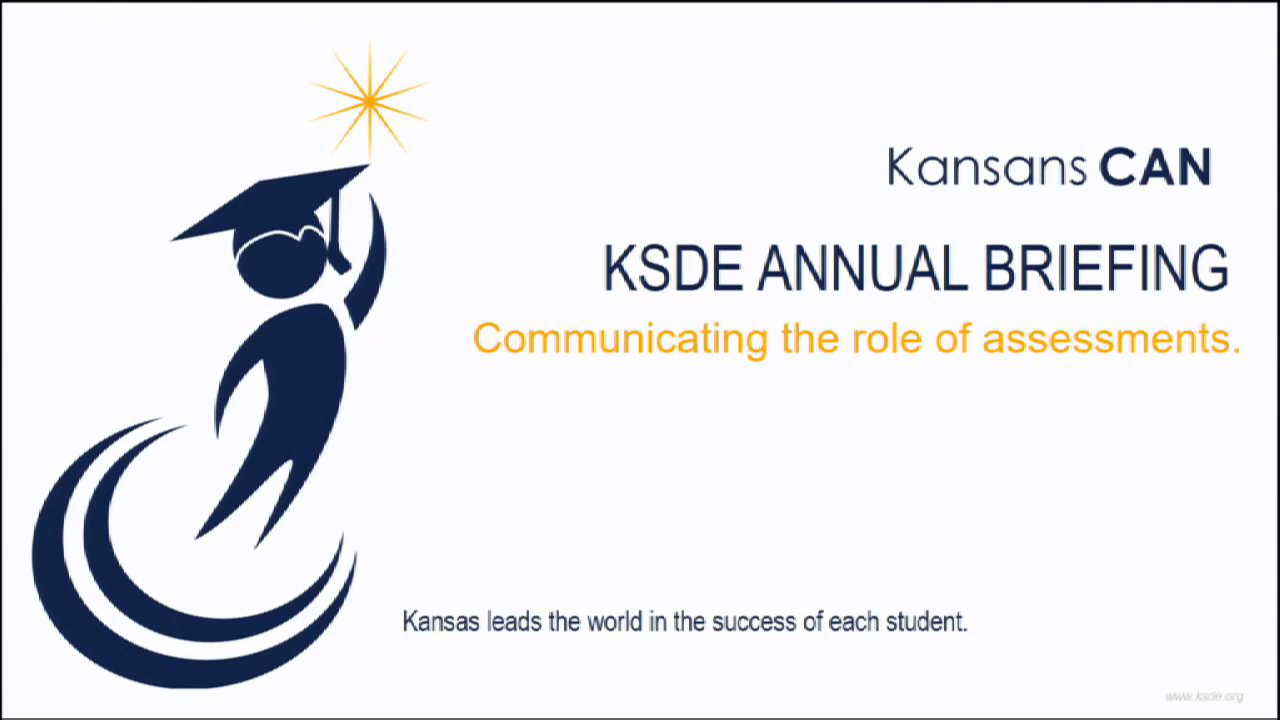 Kansans CAN
KSDE ANNUAL BRIEFING
Communicating the role of assessments.
Kansas leads the world in the success of each student.
www.ksde.org